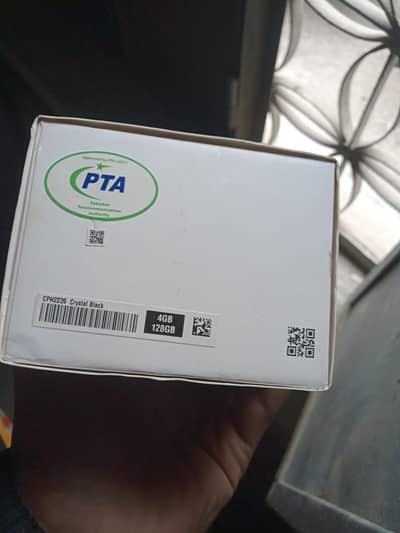 PTA
Pakistan
Telecommunication
Authority
CPH2239 Crystal Black
4GB
128GB